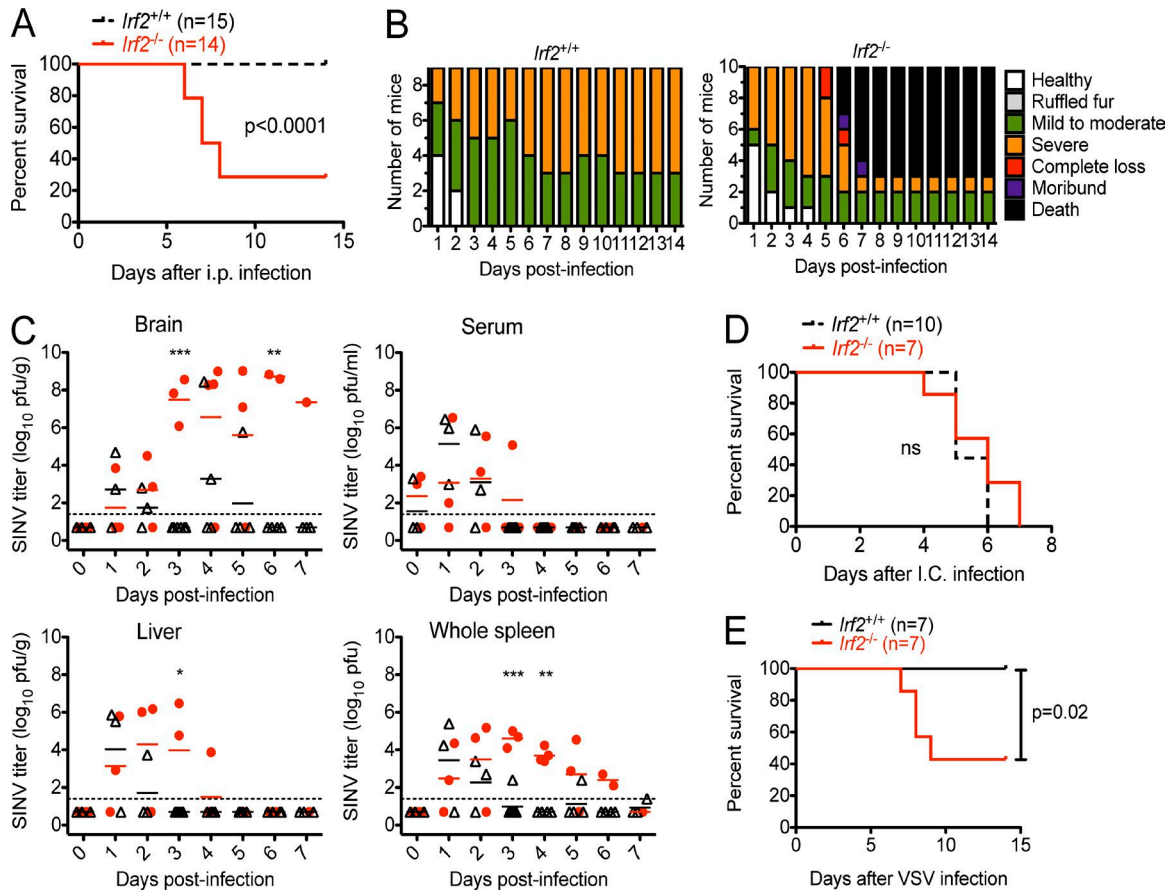 A
Irf2+/+ (n=15)
Irf2-/- (n=14)
Percent survival
100
80
60
40
20
0
p<0.0001
0 5 10 15
Days after i.p. infection
B
Irf2+/+
Number of mice
8
6
4
2
0
1 2 3 4 5 6 7 8 9 10 11 12 13 14
Days post-infection
Irf2-/-
Number of mice
10
8
6
4
2
0
1 2 3 4 5 6 7 8 9 10 11 12 13 14
Days post-infection
Healthy
Ruffled fur
Mild to moderate
Severe
Complete loss
Moribund
Death
C
Brain
SINV titer (log10 pfu/g)
10
8
6
4
2
0
***
**
0 1 2 3 4 5 6 7
Days post-infection
Serum
SINV titer (log10 pfu/ml)
10
8
6
4
2
0
0 1 2 3 4 5 6 7
Days post-infection
Liver
SINV titer (log10 pfu/g)
10
8
6
4
2
0
*
0 1 2 3 4 5 6 7
Days post-infection
Whole spleen
SINV titer (log10 pfu)
10
8
6
4
2
0
***
**
0 1 2 3 4 5 6 7
Days post-infection
D
Irf2+/+ (n=10)
Irf2-/- (n=7)
Percent survival
100
80
60
40
20
0
ns
0 2 4 6 8
Days after I.C. infection
E
Irf2+/+ (n=7)
Irf2-/- (n=7)
Percent survival
100
80
60
40
20
0
p=0.02
0 5 10 15
Days after VSV infection